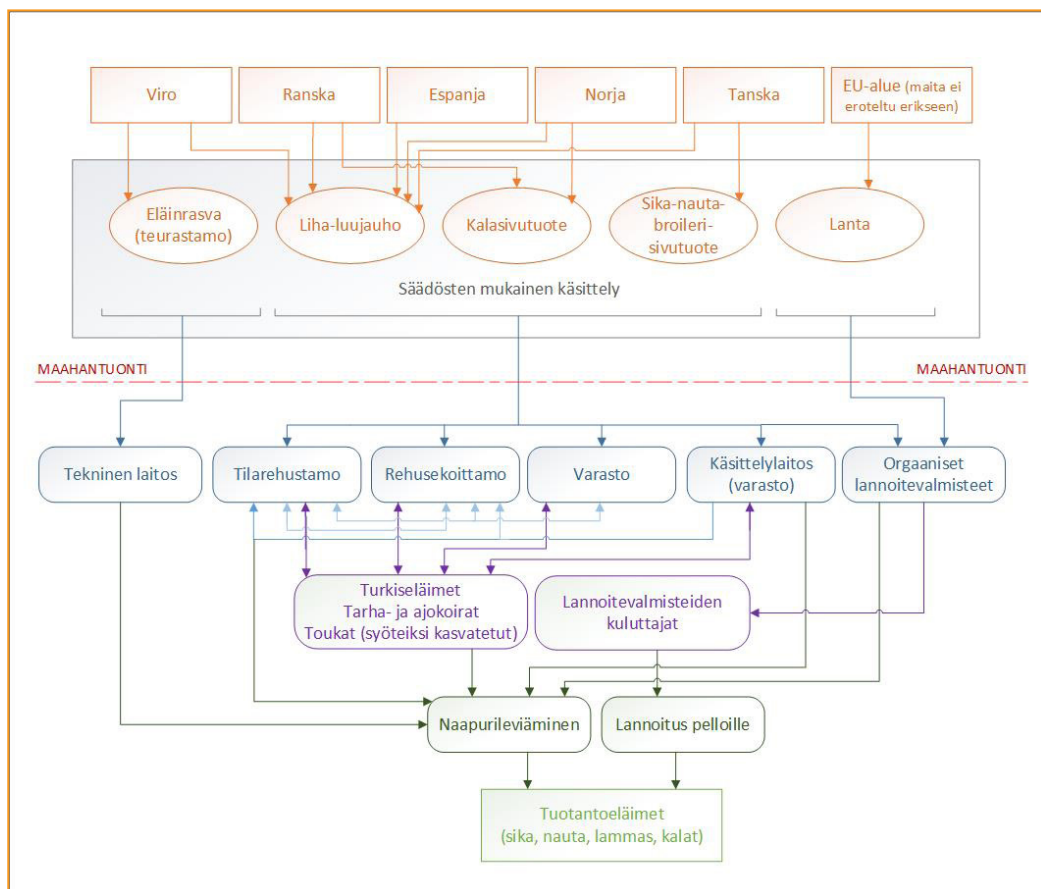 Viro
Ranska
Espanja
Norja
Tanska
EU-alue (maita ei
eroteltu erikseen)
Eläinrasva
(teurastamo)
Liha-luujauho
Kalasivutuote
Sika-nauta-
broileri-
sivutuote
Lanta
Säädösten mukainen käsittely
MAAHANTUONTI
MAAHANTUONTI
Tekninen laitos
Tilarehustamo
Rehusekoittamo
Varasto
Käsittelylaitos
(varasto)
Orgaaniset
lannoitevalmisteet
Turkiseläimet
Tarha- ja ajokoirat
Toukat (syöteiksi kasvatetut)
Lannoitevalmisteiden
kuluttajat
Naapurileviäminen
Lannoitus pelloille
Tuotantoeläimet
(sika, nauta, lammas, kalat)